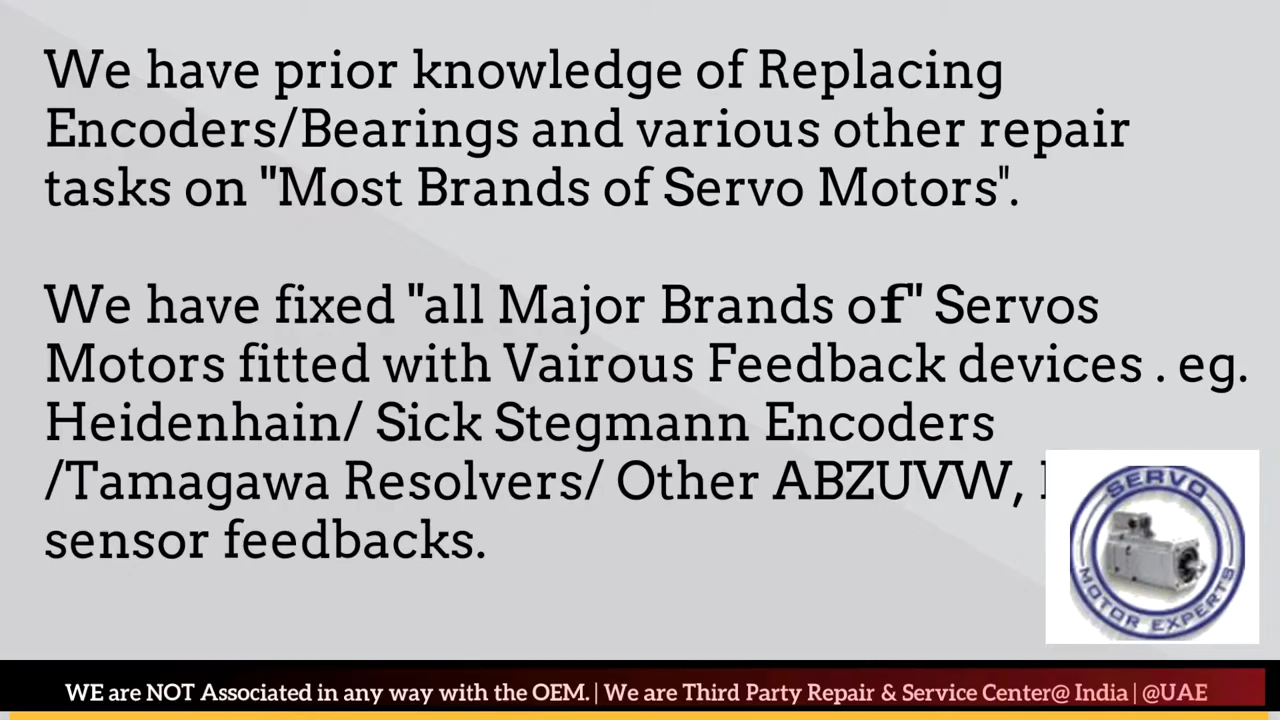 We have prior knowledge of Replacing
Encoders/Bearings and various other repair
tasks on "Most Brands of Servo Motors".
We have fixed "all Major Brands of" Servos
Motors fitted with Vairous Feedback devices . eg.
Heidenhain/ Sick Stegmann Encoders
/Tamagawa Resolvers/ Other ABZUVW,
sensor feedbacks.
SERVO
MOTOR EXPERTS
WE are NOT Associated in any way with the OEM. | We are Third Party Repair & Service Center@ India | @UAE